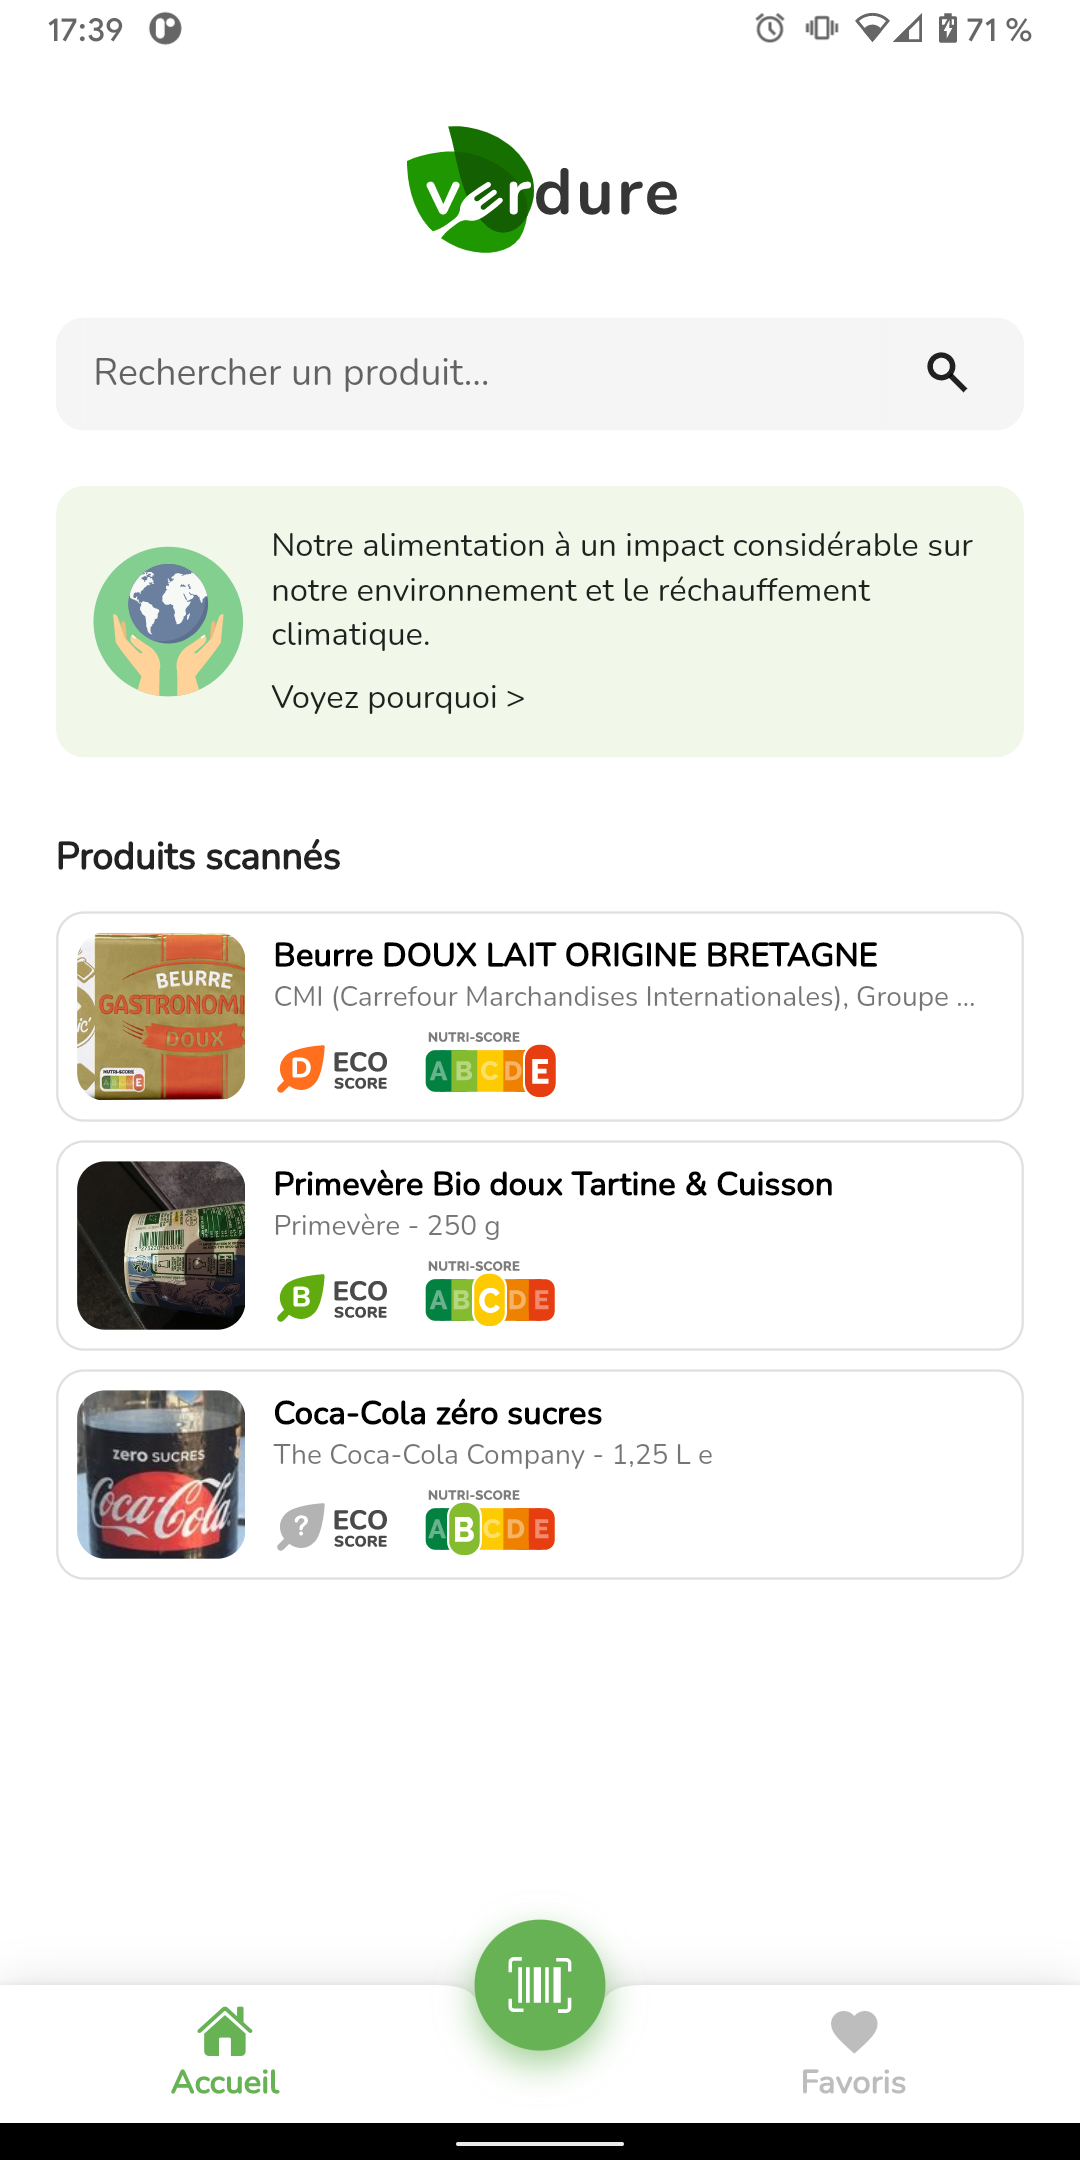 17:39
71 %
verdure
Rechercher un produit...
Notre alimentation à un impact considérable sur
notre environnement et le réchauffement
climatique.
Voyez pourquoi >
Produits scannés
BEURRE
GASTRONOMI
DOUX
NUTRI-SCORE
E
Beurre DOUX LAIT ORIGINE BRETAGNE
CMI (Carrefour Marchandises Internationales), Groupe ...
D ECO
SCORE
NUTRI-SCORE
A B C D E
Primevère Bio doux Tartine & Cuisson
Primevère - 250 g
B ECO
SCORE
NUTRI-SCORE
A B C D E
zero SUCRES
Coca-Cola
Coca-Cola zéro sucres
The Coca-Cola Company - 1,25 L e
? ECO
SCORE
NUTRI-SCORE
A B C D E
Accueil
Favoris